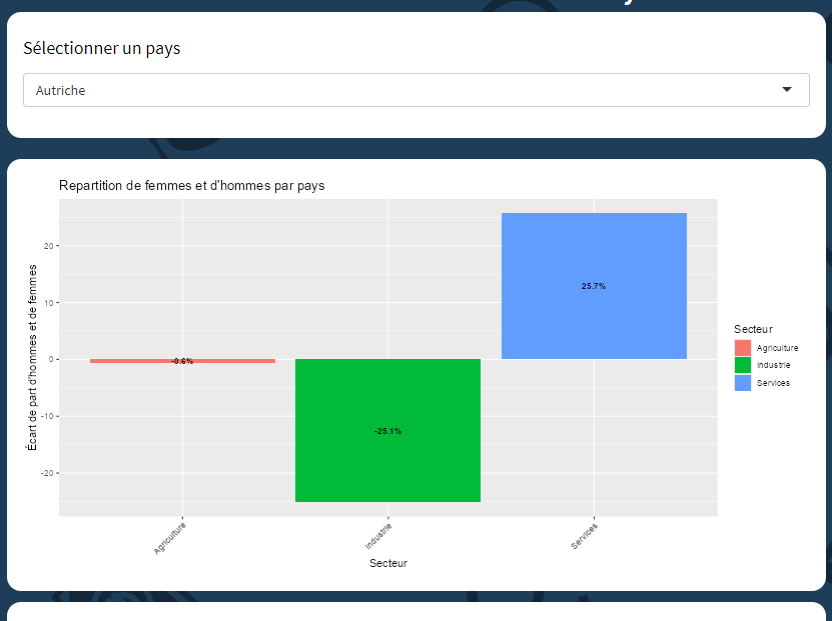 Sélectionner un pays
Autriche
Repartition de femmes et d'hommes par pays
Écart de part d'hommes et de femmes
20
10
0
-10
-20
-0.6%
-25.1%
25.7%
Agriculture
Industrie
Services
Secteur
Secteur
Agriculture
Industrie
Services